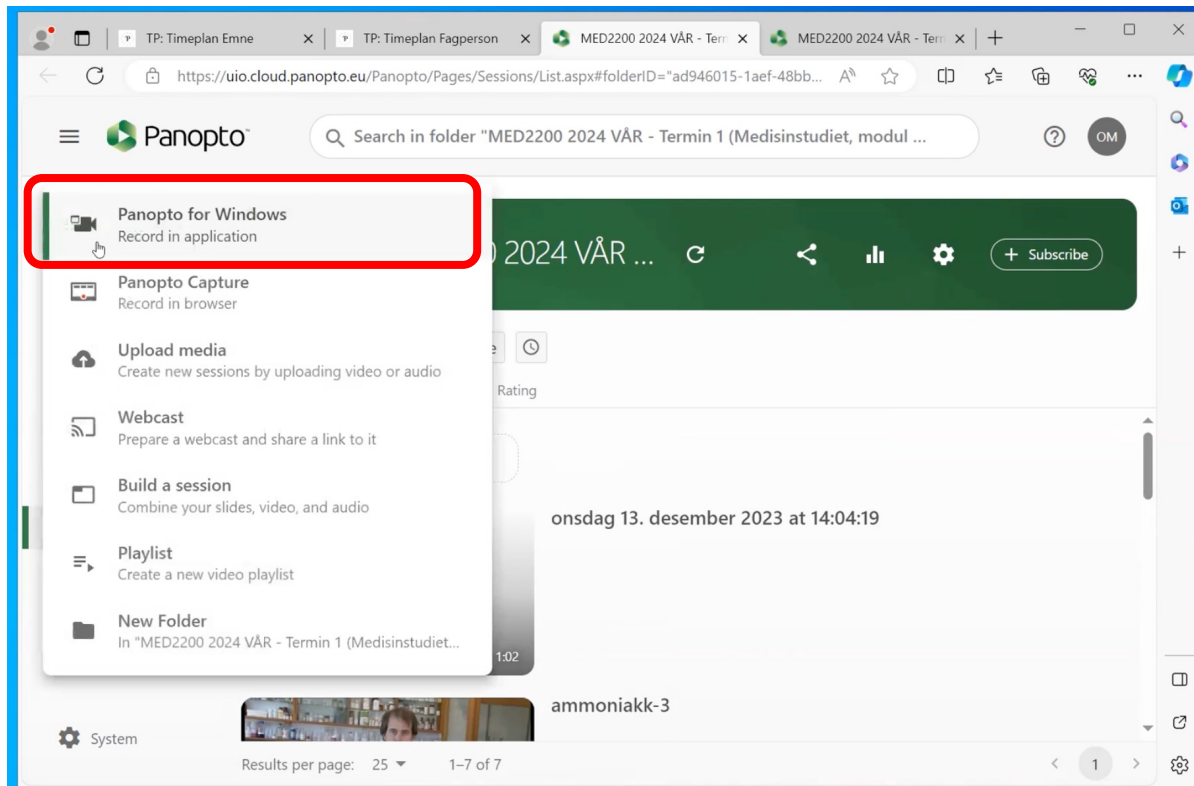 TP: Timeplan Emne
TP: Timeplan Fagperson
MED2200 2024 VÅR - Tern
MED2200 2024 VÅR - Tern
https://uio.cloud.panopto.eu/Panopto/Pages/Sessions/List.aspx#folderID="ad946015-1aef-48bb...
Panopto
Search in folder "MED2200 2024 VÅR - Termin 1 (Medisinstudiet, modul ...
OM
Panopto for Windows
Record in application
2024 VÅR ...
Subscribe
Panopto Capture
Record in browser
Upload media
Create new sessions by uploading video or audio
Rating
Webcast
Prepare a webcast and share a link to it
Build a session
Combine your slides, video, and audio
onsdag 13. desember 2023 at 14:04:19
Playlist
Create a new video playlist
New Folder
In "MED2200 2024 VÅR - Termin 1 (Medisinstudiet...
1:02
ammoniakk-3
System
Results per page: 25
1–7 of 7
1